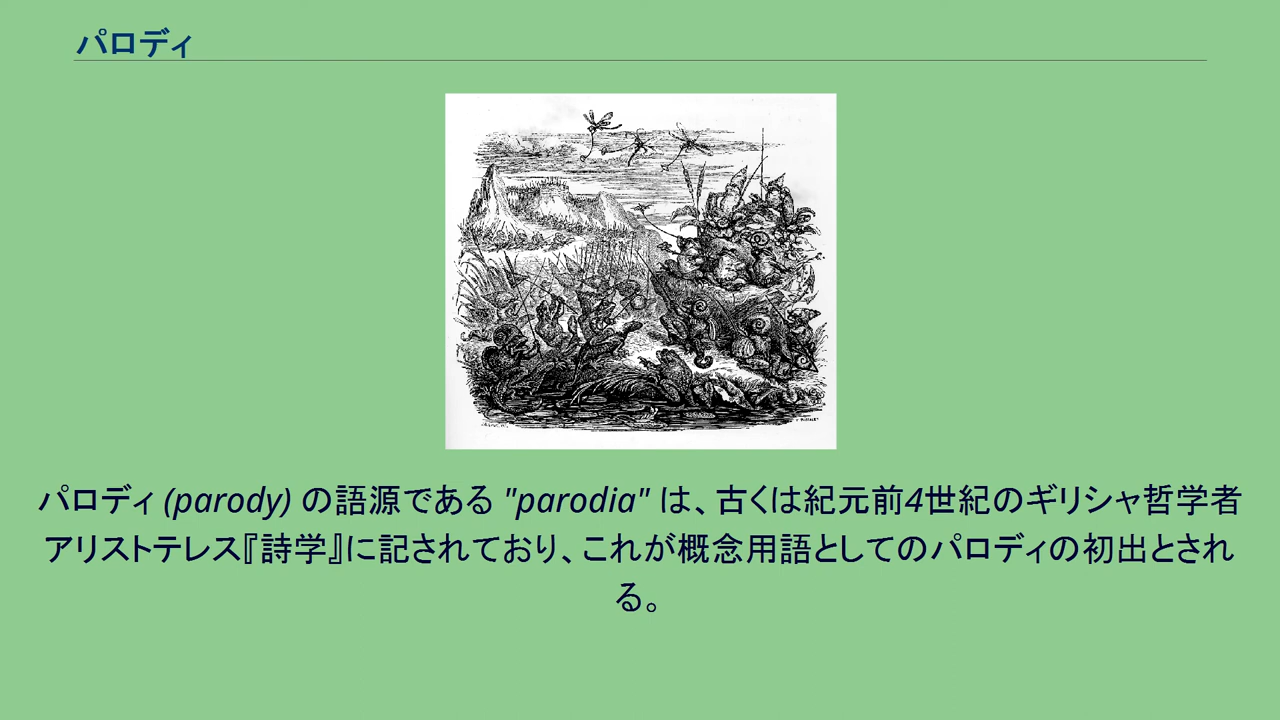 パロディ
パロディ (parody) の語源である "parodia" は、古くは紀元前4世紀のギリシャ哲学者
アリストテレス『詩学』に記されており、これが概念用語としてのパロディの初出とされ
る。